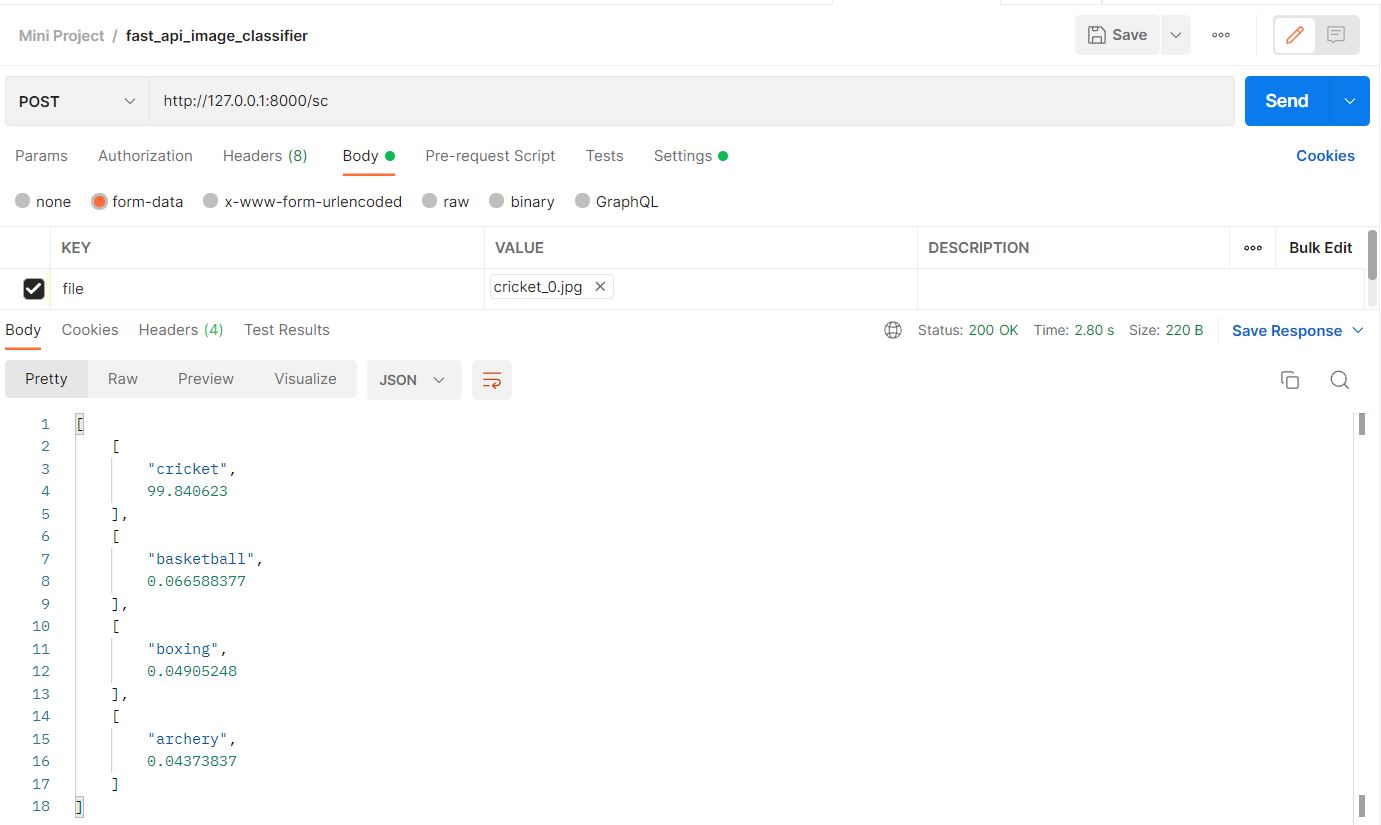 Mini Project / fast_api_image_classifier
Save
POST
http://127.0.0.1:8000/sc
Send
Params Authorization Headers (8) Body Pre-request Script Tests Settings Cookies
none form-data x-www-form-urlencoded raw binary GraphQL
KEY VALUE DESCRIPTION Bulk Edit
file cricket_0.jpg
Body Cookies Headers (4) Test Results Status: 200 OK Time: 2.80 s Size: 220 B Save Response
Pretty Raw Preview Visualize JSON
1 [
2 [
3 "cricket",
4 99.840623
5 ],
6 [
7 "basketball",
8 0.066588377
9 ],
10 [
11 "boxing",
12 0.04905248
13 ],
14 [
15 "archery",
16 0.04373837
17 ]
18 ]